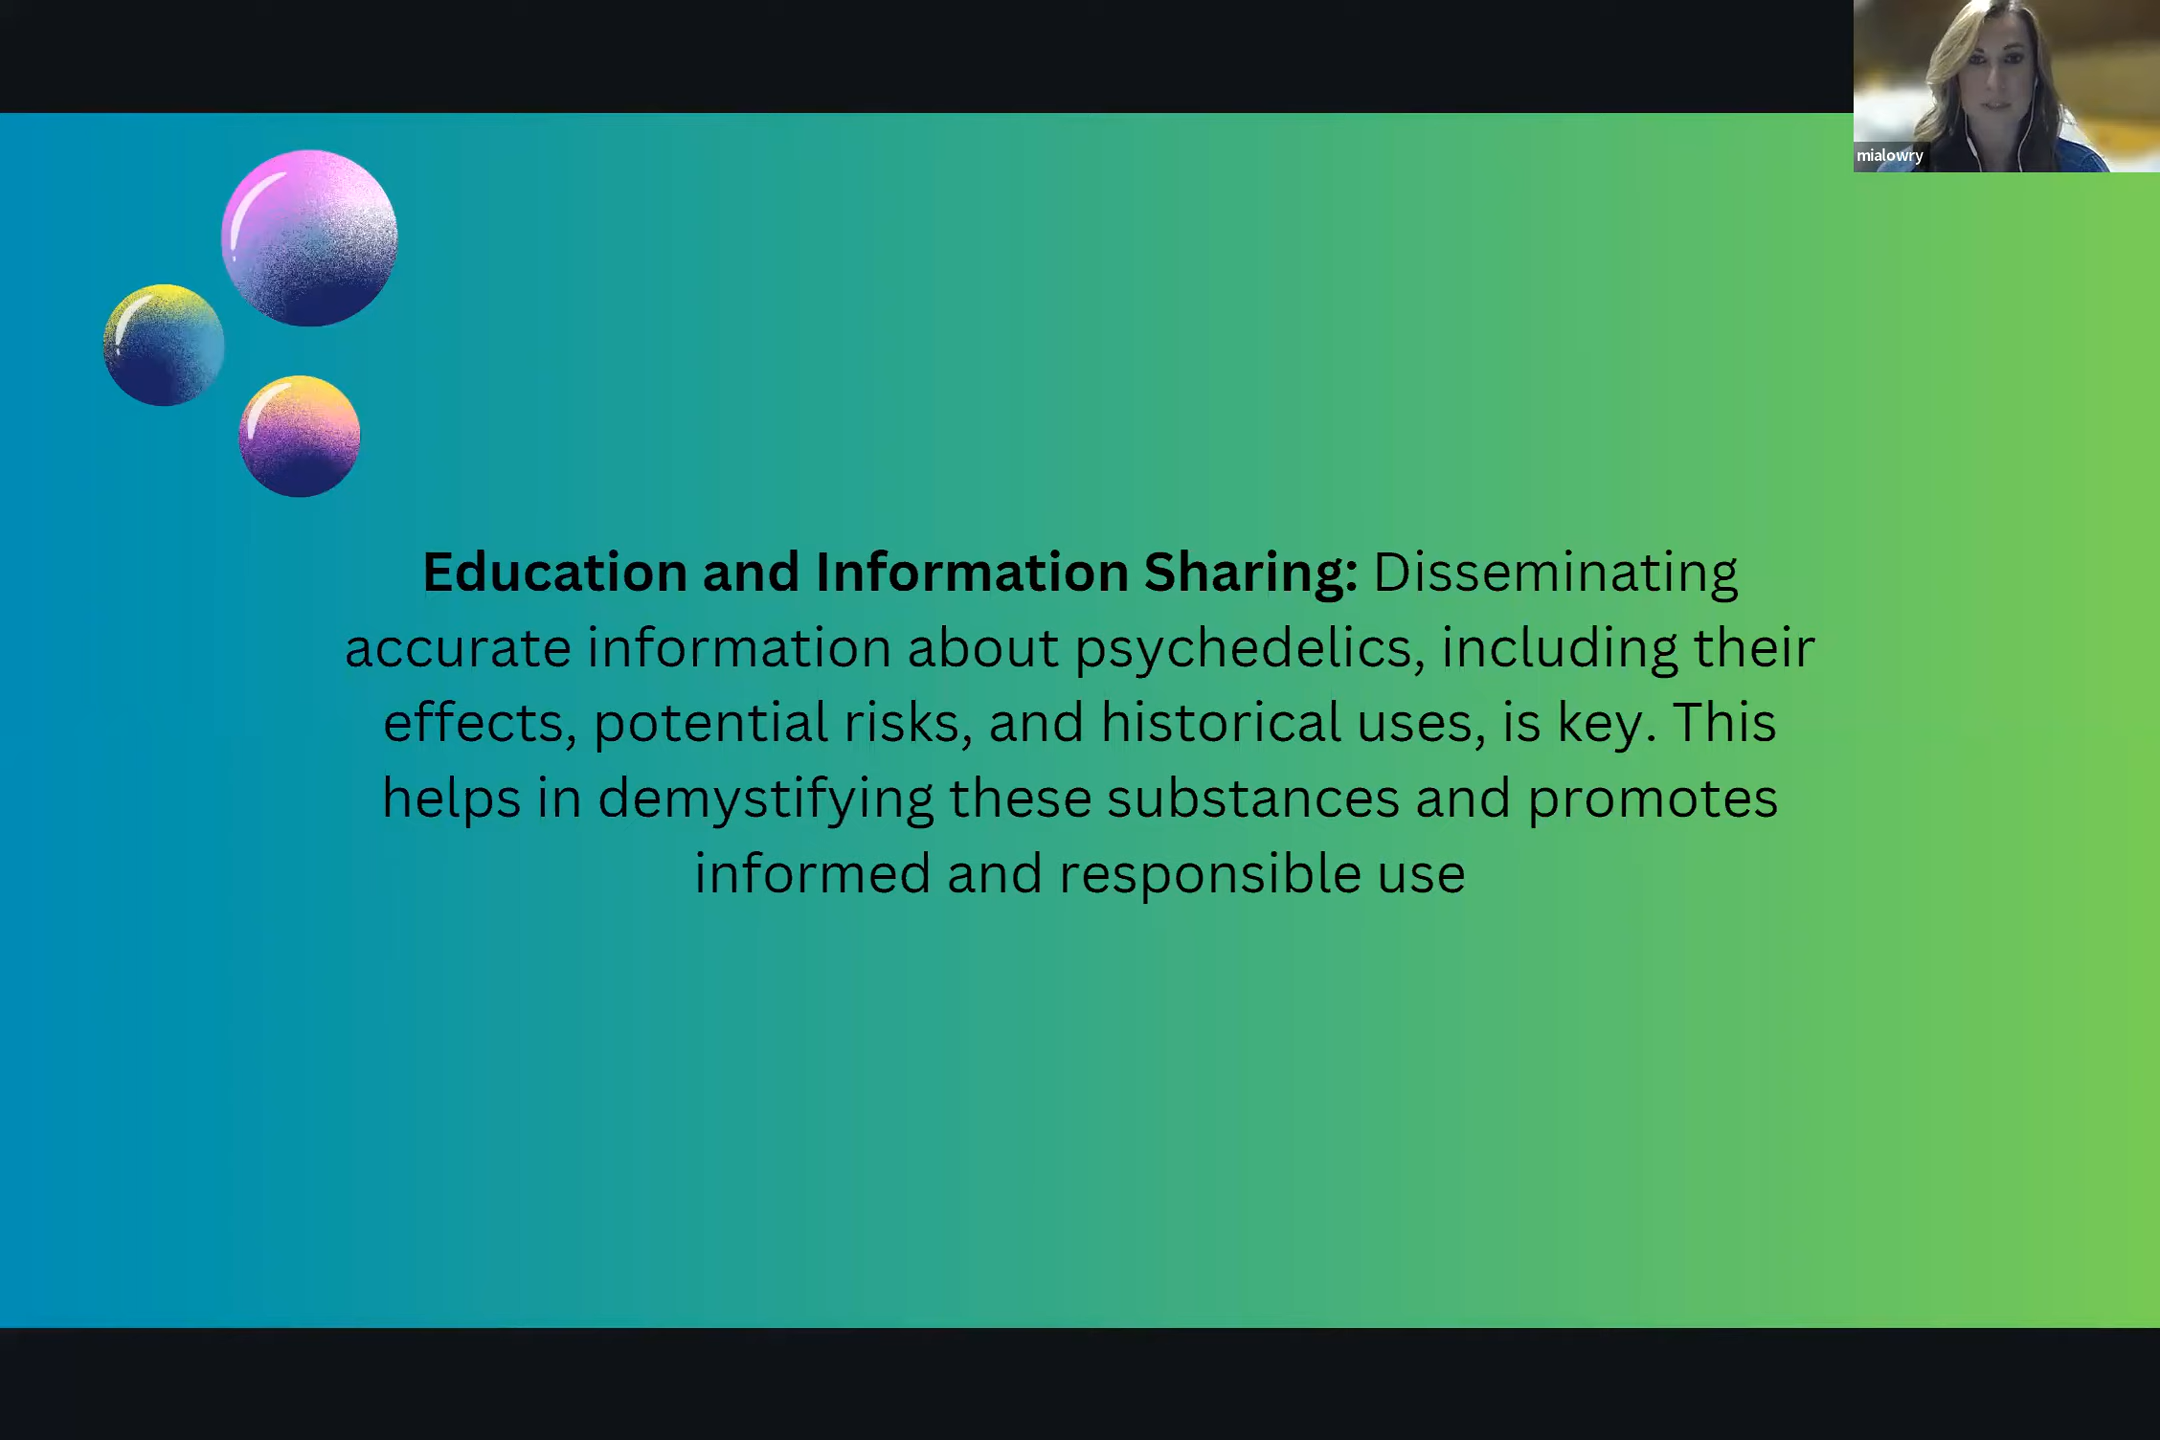 mialowry
Education and Information Sharing: Disseminating
accurate information about psychedelics, including their
effects, potential risks, and historical uses, is key. This
helps in demystifying these substances and promotes
informed and responsible use